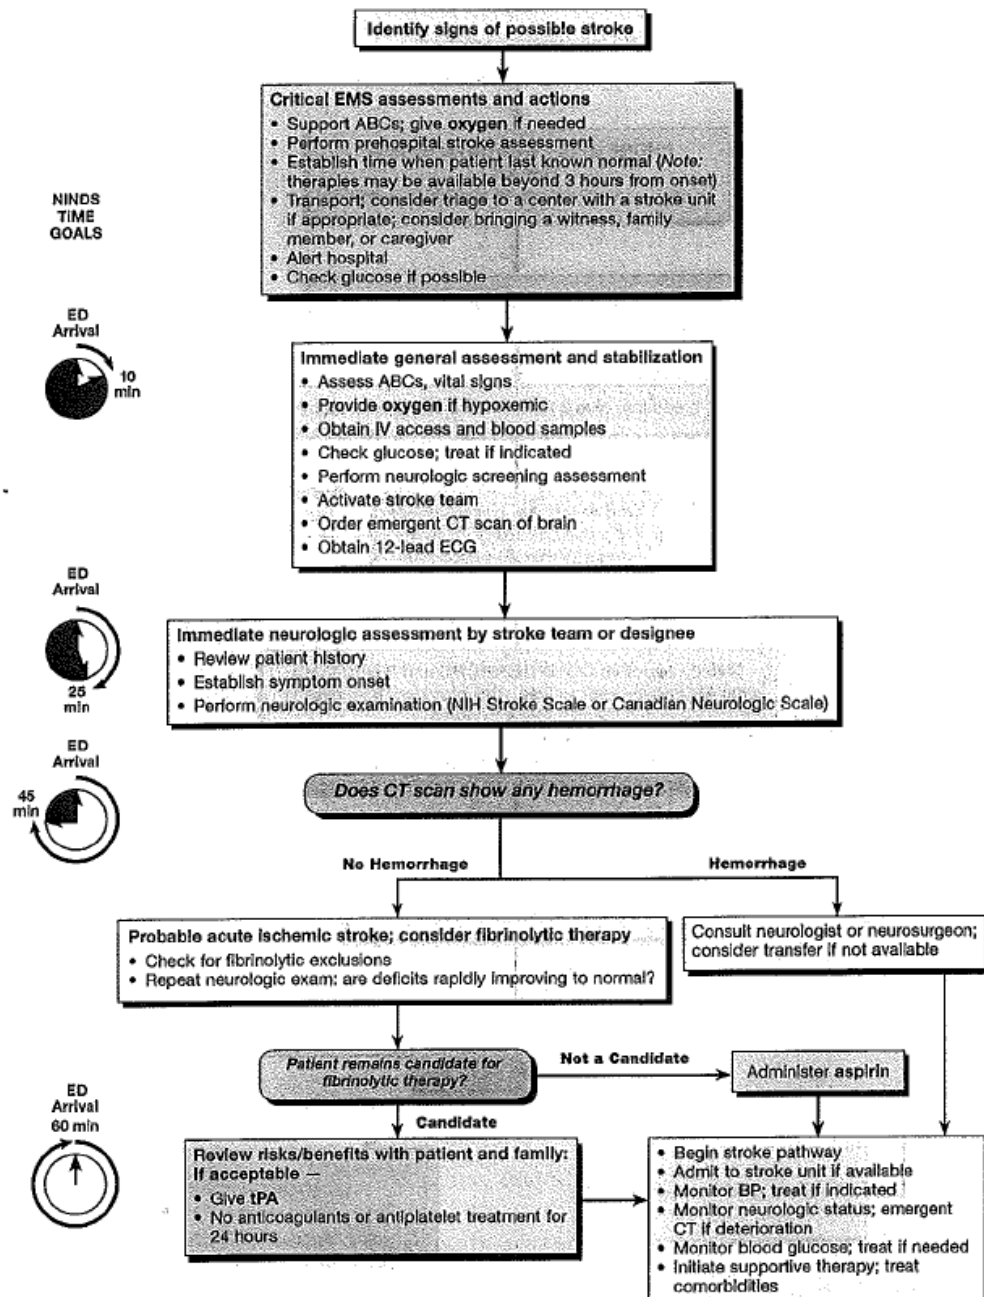 Identify signs of possible stroke
Critical EMS assessments and actions
• Support ABCs; give oxygen if needed
• Perform prehospital stroke assessment
• Establish time when patient last known normal (Note:
therapies may be available beyond 3 hours from onset)
• Transport; consider triage to a center with a stroke unit
if appropriate; consider bringing a witness, family
member, or caregiver
• Alert hospital
• Check glucose if possible
NINDS
TIME
GOALS
ED
Arrival
10
min
Immediate general assessment and stabilization
• Assess ABCs, vital signs
• Provide oxygen if hypoxemic
• Obtain IV access and blood samples
• Check glucose; treat if indicated
• Perform neurologic screening assessment
• Activate stroke team
• Order emergent CT scan of brain
• Obtain 12-lead ECG
ED
Arrival
25
min
Immediate neurologic assessment by stroke team or designee
• Review patient history
• Establish symptom onset
• Perform neurologic examination (NIH Stroke Scale or Canadian Neurologic Scale)
ED
Arrival
45
min
Does CT scan show any hemorrhage?
No Hemorrhage
Hemorrhage
Probable acute ischemic stroke; consider fibrinolytic therapy
• Check for fibrinolytic exclusions
• Repeat neurologic exam: are deficits rapidly improving to normal?
Consult neurologist or neurosurgeon;
consider transfer if not available
Patient remains candidate for
fibrinolytic therapy?
Not a Candidate
Administer aspirin
Candidate
ED
Arrival
60 min
Review risks/benefits with patient and family:
If acceptable —
• Give tPA
• No anticoagulants or antiplatelet treatment for
24 hours
• Begin stroke pathway
• Admit to stroke unit if available
• Monitor BP; treat if indicated
• Monitor neurologic status; emergent
CT if deterioration
• Monitor blood glucose; treat if needed
• Initiate supportive therapy; treat
comorbidities